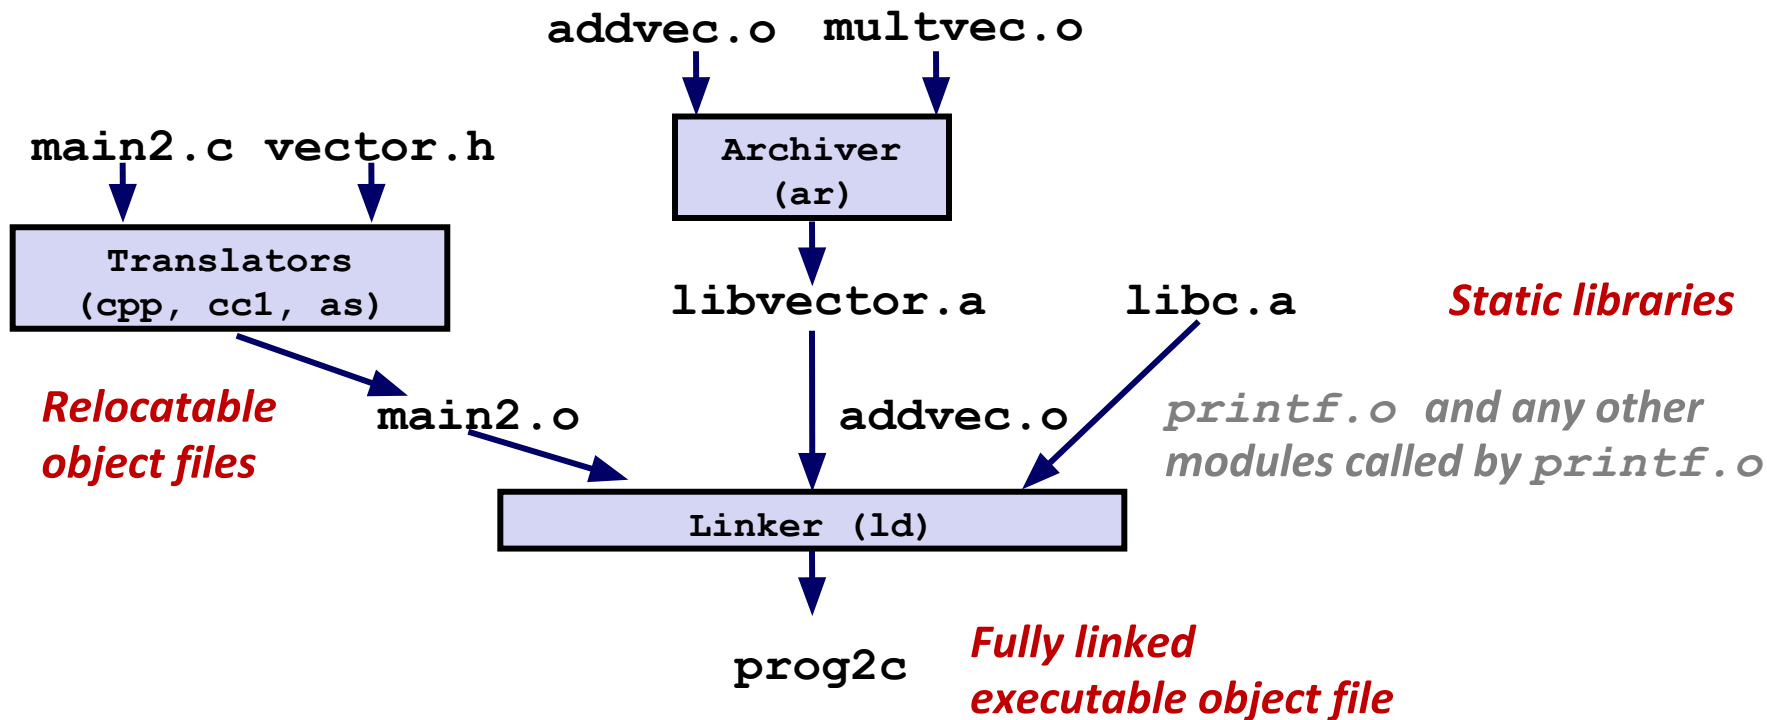 addvec.o multvec.o
main2.c vector.h
Archiver
(ar)
Translators
(cpp, cc1, as)
libvector.a libc.a Static libraries
Relocatable
object files
main2.o addvec.o
printf.o and any other
modules called by printf.o
Linker (ld)
prog2c
Fully linked
executable object file